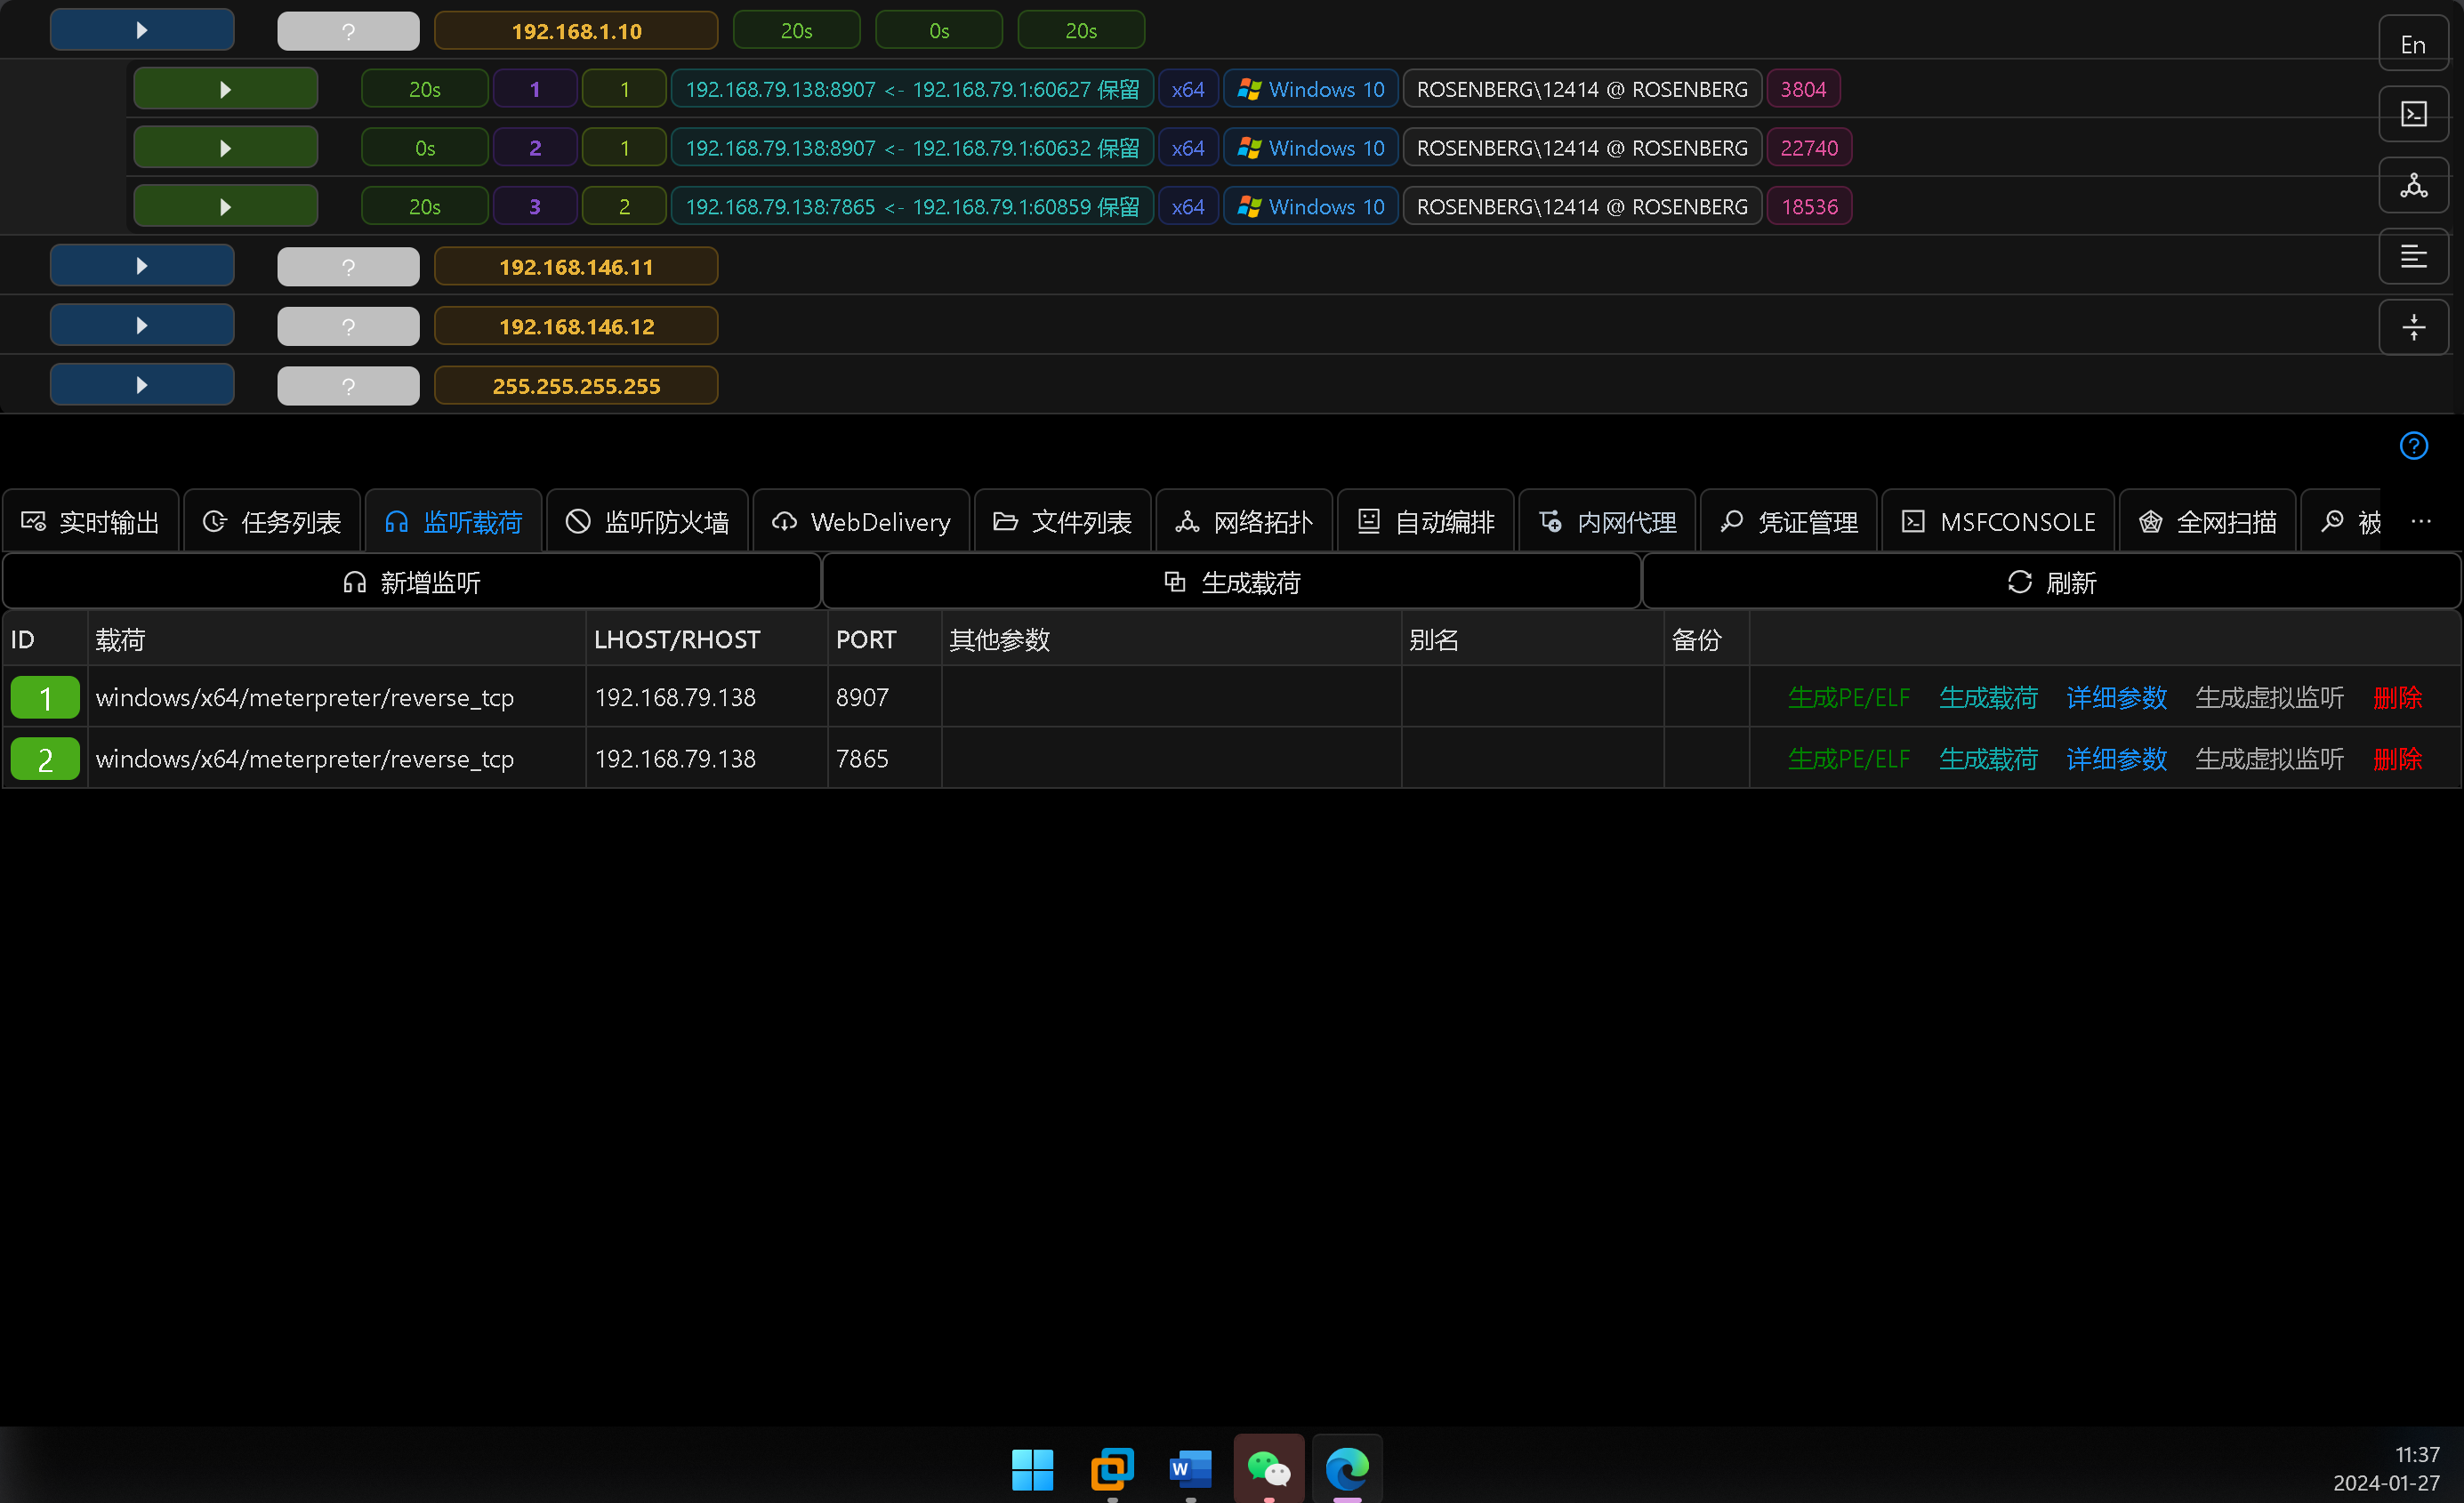 ? 192.168.1.10 20s 0s 20s
En
20s 1 1 192.168.79.138:8907 <- 192.168.79.1:60627 保留 x64 Windows 10 ROSENBERG\12414 @ ROSENBERG 3804
0s 2 1 192.168.79.138:8907 <- 192.168.79.1:60632 保留 x64 Windows 10 ROSENBERG\12414 @ ROSENBERG 22740
20s 3 2 192.168.79.138:7865 <- 192.168.79.1:60859 保留 x64 Windows 10 ROSENBERG\12414 @ ROSENBERG 18536
? 192.168.146.11
? 192.168.146.12
? 255.255.255.255
?
实时输出 任务列表 监听载荷 监听防火墙 WebDelivery 文件列表 网络拓扑 自动编排 内网代理 凭证管理 MSFCONSOLE 全网扫描 被 ...
新增监听 生成载荷 刷新
ID 载荷 LHOST/RHOST PORT 其他参数 别名 备份
1 windows/x64/meterpreter/reverse_tcp 192.168.79.138 8907 生成PE/ELF 生成载荷 详细参数 生成虚拟监听 删除
2 windows/x64/meterpreter/reverse_tcp 192.168.79.138 7865 生成PE/ELF 生成载荷 详细参数 生成虚拟监听 删除
W
11:37
2024-01-27